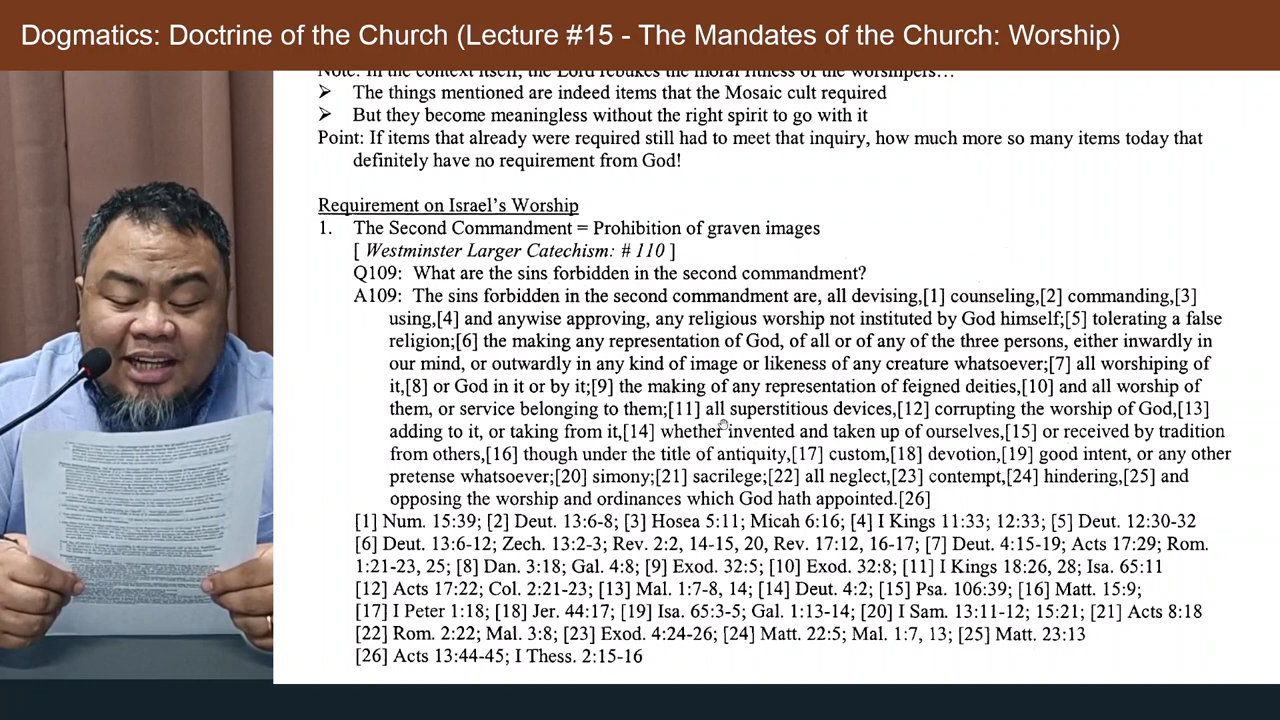 Dogmatics: Doctrine of the Church (Lecture #15 - The Mandates of the Church: Worship)
Note: In the context itself, the Lord rebukes the moral fitness of the worshipers…
➢ The things mentioned are indeed items that the Mosaic cult required
➢ But they become meaningless without the right spirit to go with it
Point: If items that already were required still had to meet that inquiry, how much more so many items today that
definitely have no requirement from God!
Requirement on Israel's Worship
1. The Second Commandment = Prohibition of graven images
[ Westminster Larger Catechism: # 110 ]
Q109: What are the sins forbidden in the second commandment?
A109: The sins forbidden in the second commandment are, all devising,[1] counseling,[2] commanding,[3]
using,[4] and anywise approving, any religious worship not instituted by God himself;[5] tolerating a false
religion;[6] the making any representation of God, of all or of any of the three persons, either inwardly in
our mind, or outwardly in any kind of image or likeness of any creature whatsoever;[7] all worshiping of
it,[8] or God in it or by it;[9] the making of any representation of feigned deities,[10] and all worship of
them, or service belonging to them;[11] all superstitious devices,[12] corrupting the worship of God,[13]
adding to it, or taking from it,[14] whether invented and taken up of ourselves,[15] or received by tradition
from others,[16] though under the title of antiquity,[17] custom,[18] devotion,[19] good intent, or any other
pretense whatsoever;[20] simony;[21] sacrilege;[22] all neglect,[23] contempt,[24] hindering,[25] and
opposing the worship and ordinances which God hath appointed.[26]
[1] Num. 15:39; [2] Deut. 13:6-8; [3] Hosea 5:11; Micah 6:16; [4] I Kings 11:33; 12:33; [5] Deut. 12:30-32
[6] Deut. 13:6-12; Zech. 13:2-3; Rev. 2:2, 14-15, 20, Rev. 17:12, 16-17; [7] Deut. 4:15-19; Acts 17:29; Rom.
1:21-23, 25; [8] Dan. 3:18; Gal. 4:8; [9] Exod. 32:5; [10] Exod. 32:8; [11] I Kings 18:26, 28; Isa. 65:11
[12] Acts 17:22; Col. 2:21-23; [13] Mal. 1:7-8, 14; [14] Deut. 4:2; [15] Psa. 106:39; [16] Matt. 15:9;
[17] I Peter 1:18; [18] Jer. 44:17; [19] Isa. 65:3-5; Gal. 1:13-14; [20] I Sam. 13:11-12; 15:21; [21] Acts 8:18
[22] Rom. 2:22; Mal. 3:8; [23] Exod. 4:24-26; [24] Matt. 22:5; Mal. 1:7, 13; [25] Matt. 23:13
[26] Acts 13:44-45; I Thess. 2:15-16